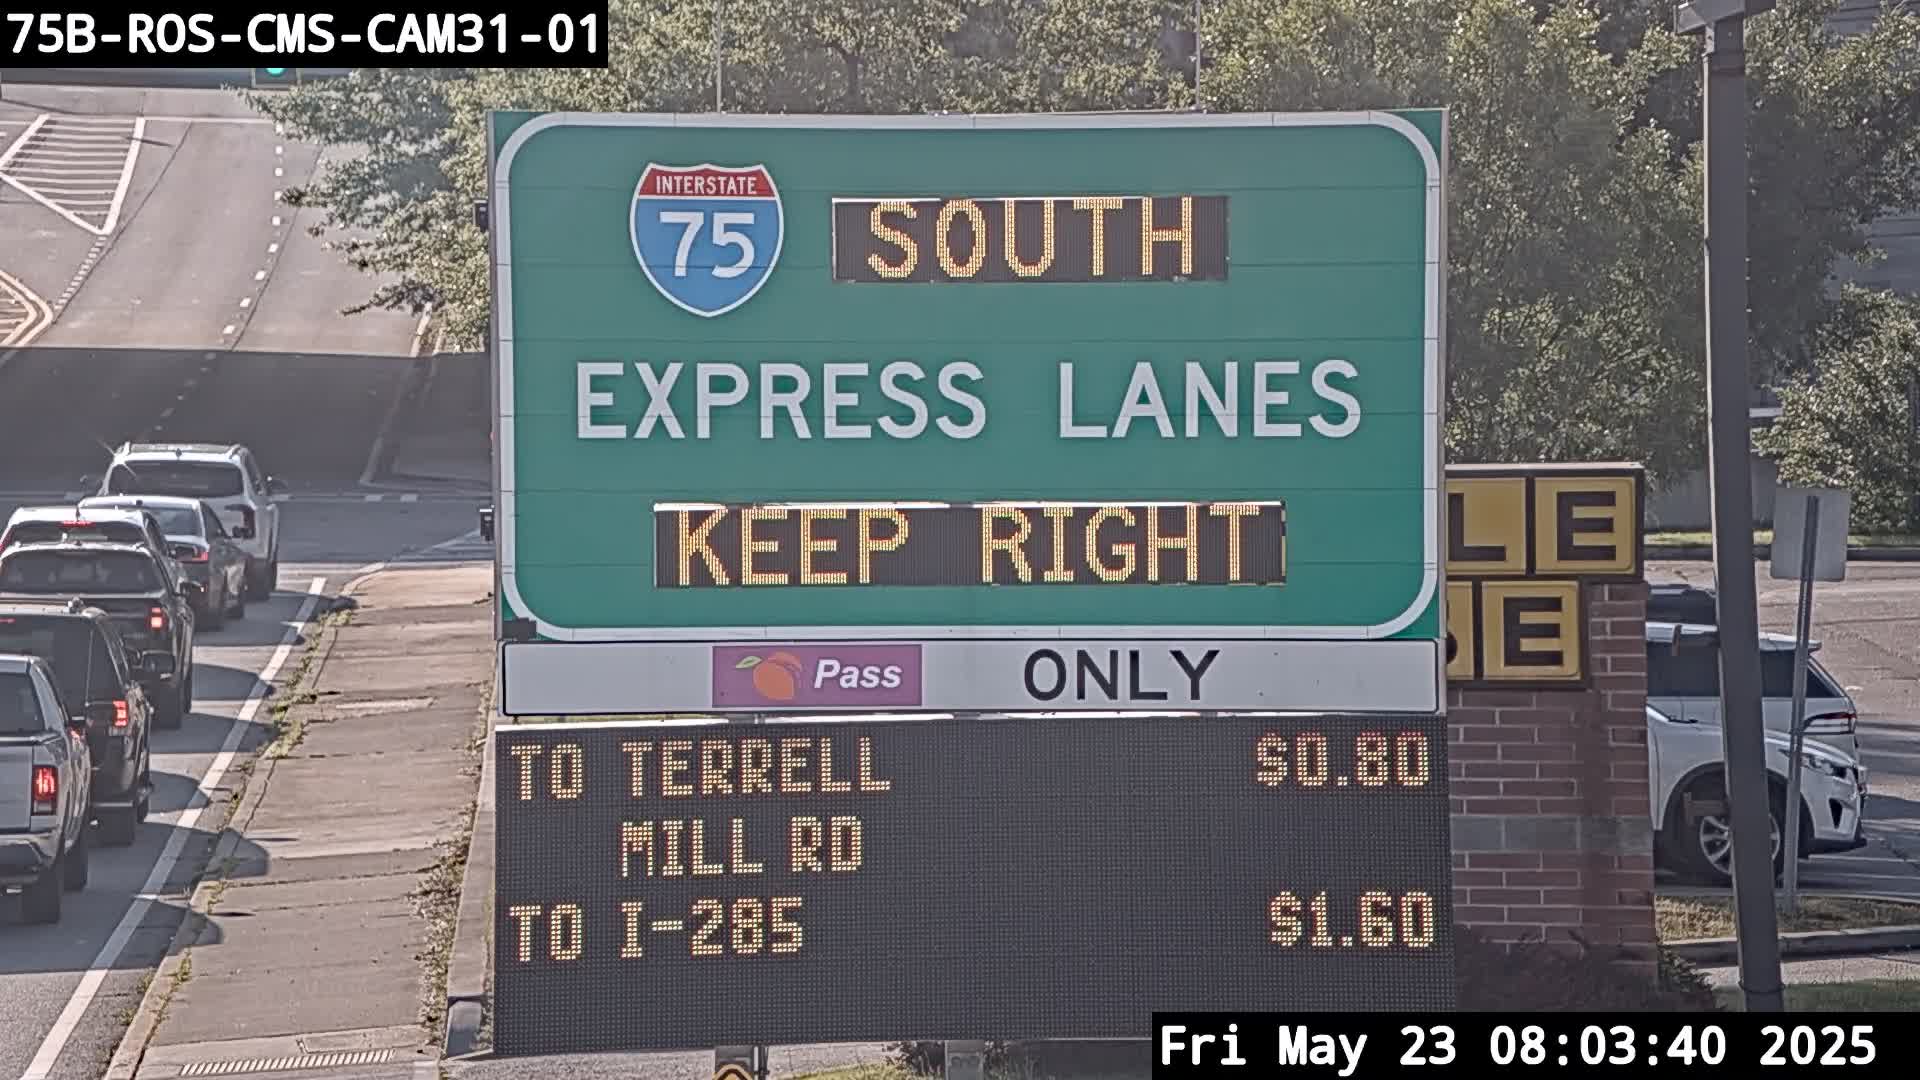 75B-ROS-CMS-CAM31-01
INTERSTATE
75
SOUTH
EXPRESS LANES
KEEP RIGHT
Pass ONLY
TO TERRELL $0.80
MILL RD
TO I-285 $1.60
LE
E
Fri May 23 08:03:40 2025